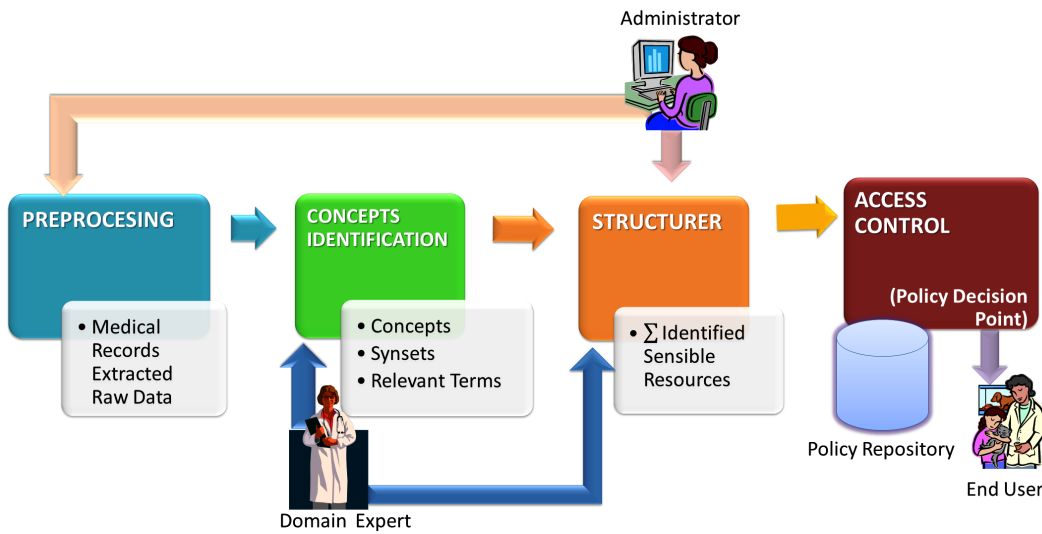 Administrator
PREPROCESING
• Medical
Records
Extracted
Raw Data
CONCEPTS
IDENTIFICATION
• Concepts
• Synsets
• Relevant Terms
STRUCTURER
• ∑ Identified
Sensible
Resources
ACCESS
CONTROL
(Policy Decision
Point)
Policy Repository
End User
Domain Expert